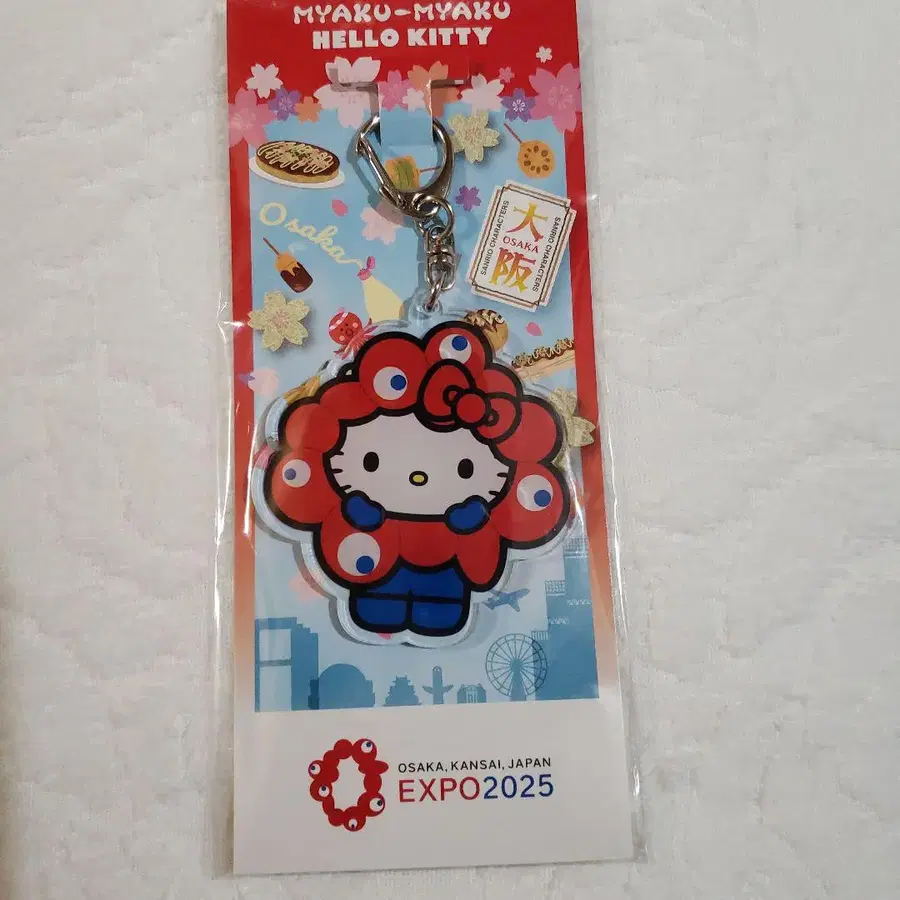 MYAKU-MYAKU
HELLO KITTY
Osaka
SANRIO CHARACTERS
大
OSAKA
阪
SANRIO CHARACTERS
OSAKA, KANSAI, JAPAN
EXPO2025